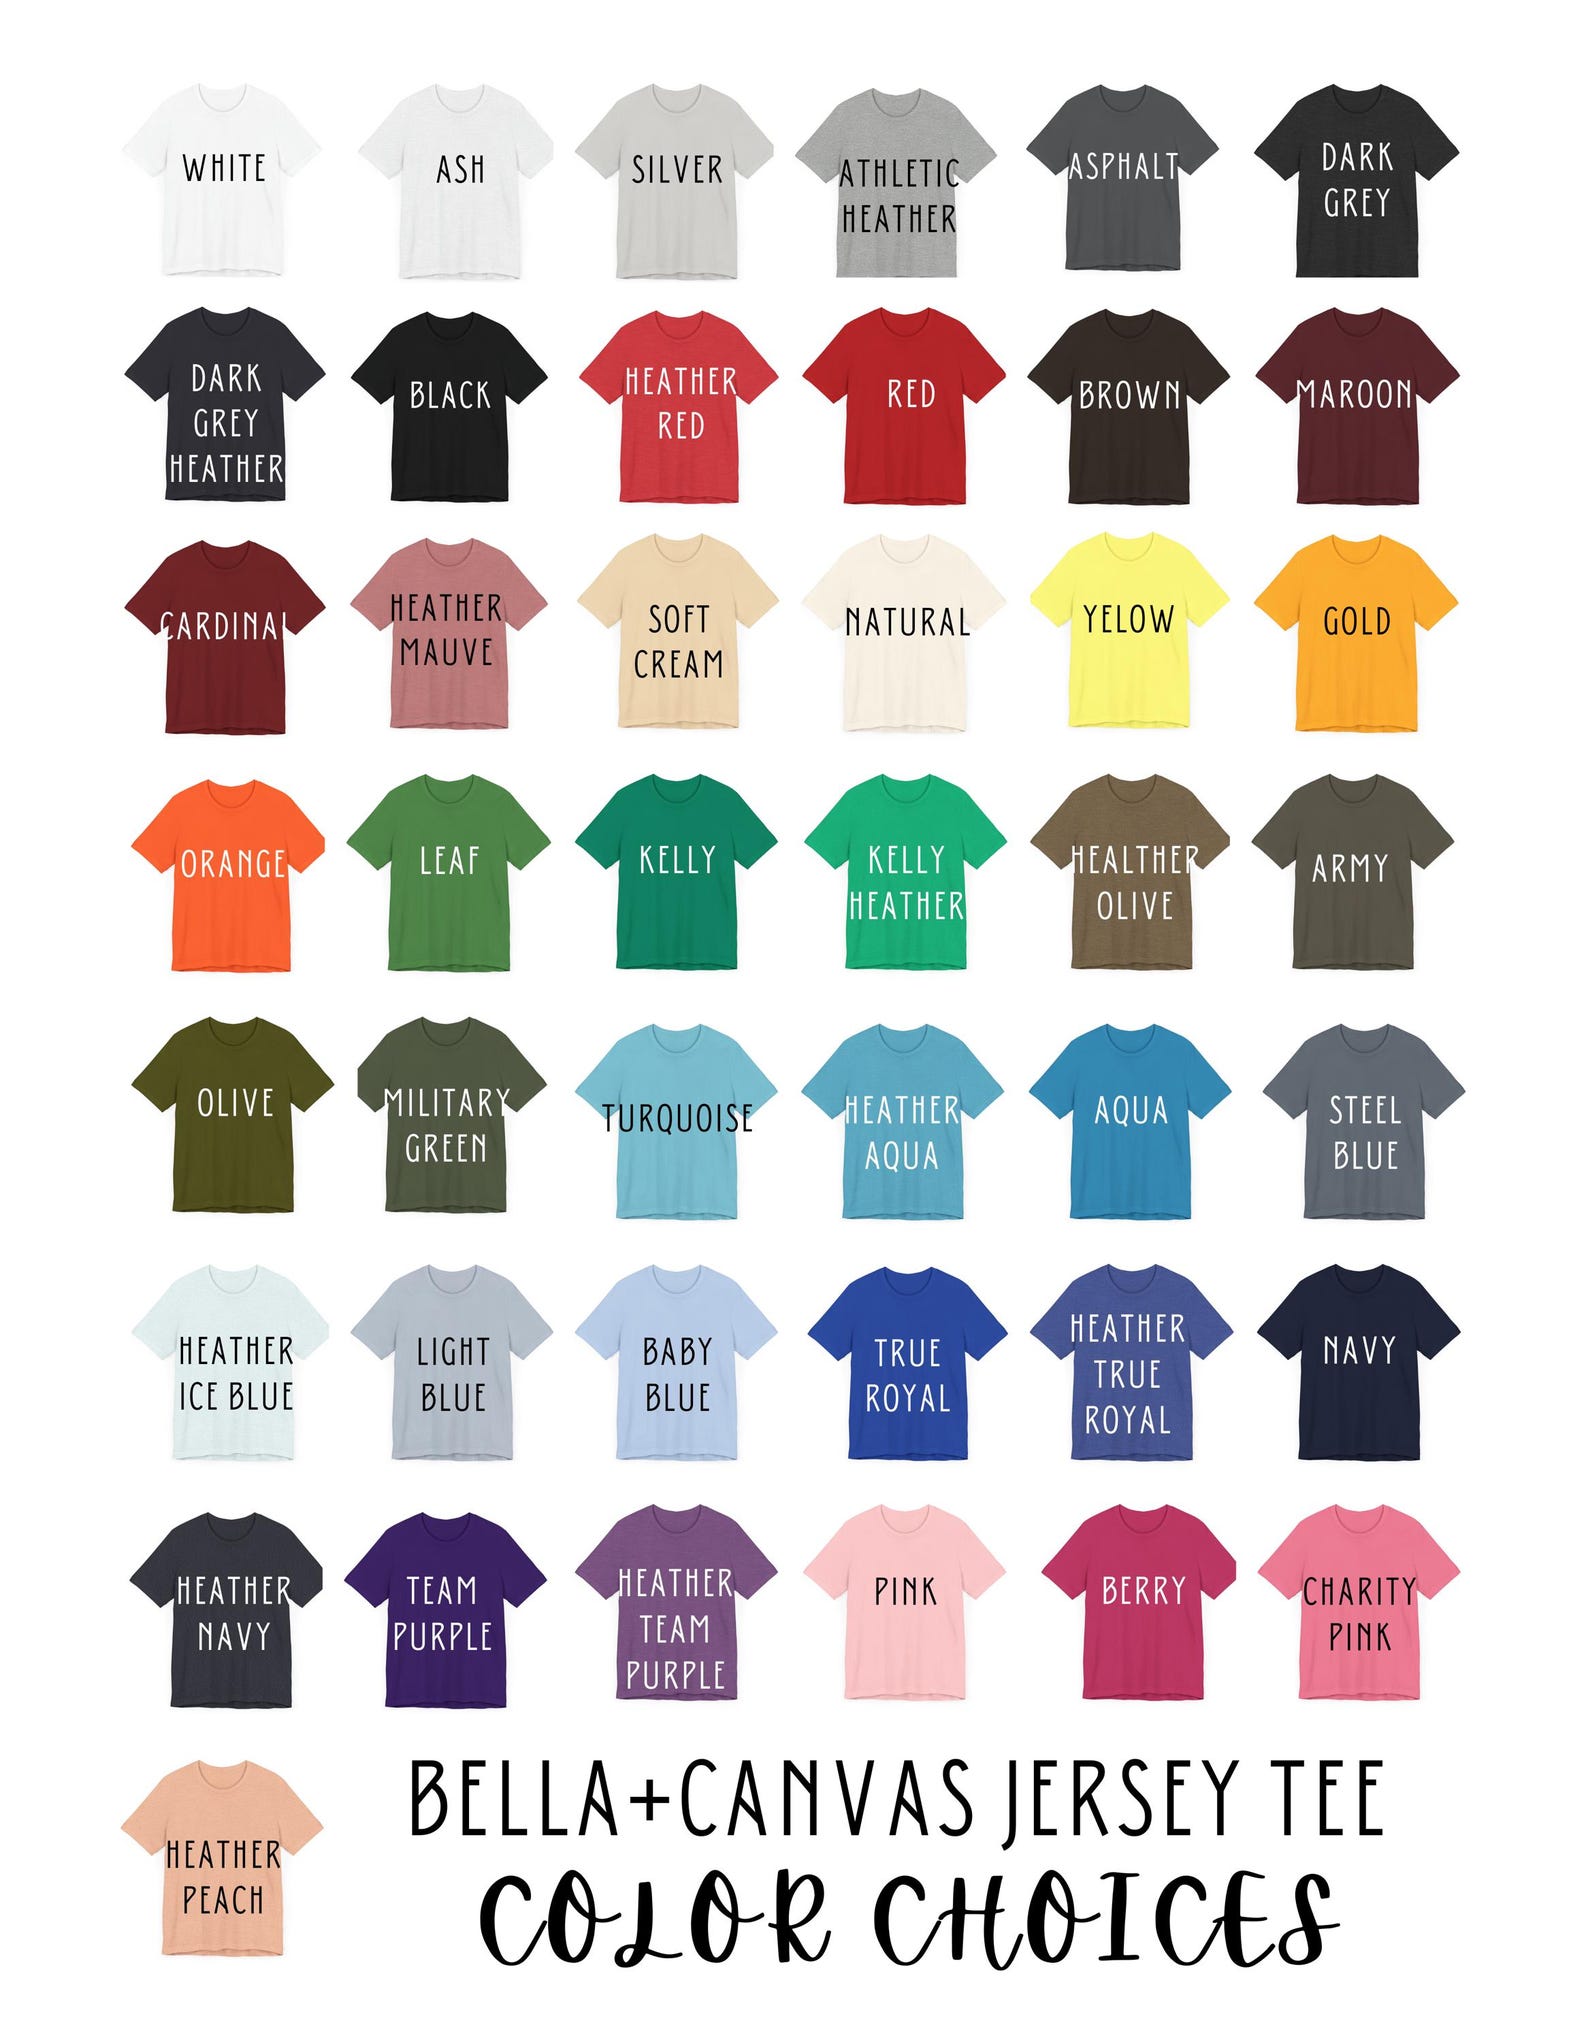 WHITE
ASH
SILVER
ATHLETIC
HEATHER
ASPHALT
DARK
GREY
DARK
GREY
HEATHER
BLACK
HEATHER
RED
RED
BROWN
MAROON
CARDINAL
HEATHER
MAUVE
SOFT
CREAM
NATURAL
YELOW
GOLD
ORANGE
LEAF
KELLY
KELLY
HEATHER
HEALTHER
OLIVE
ARMY
OLIVE
MILITARY
GREEN
TURQUOISE
HEATHER
AQUA
AQUA
STEEL
BLUE
HEATHER
ICE BLUE
LIGHT
BLUE
BABY
BLUE
TRUE
ROYAL
HEATHER
TRUE
ROYAL
NAVY
HEATHER
NAVY
TEAM
PURPLE
HEATHER
TEAM
PURPLE
PINK
BERRY
CHARITY
PINK
HEATHER
PEACH
BELLA+CANVAS JERSEY TEE
COLOR CHOICES